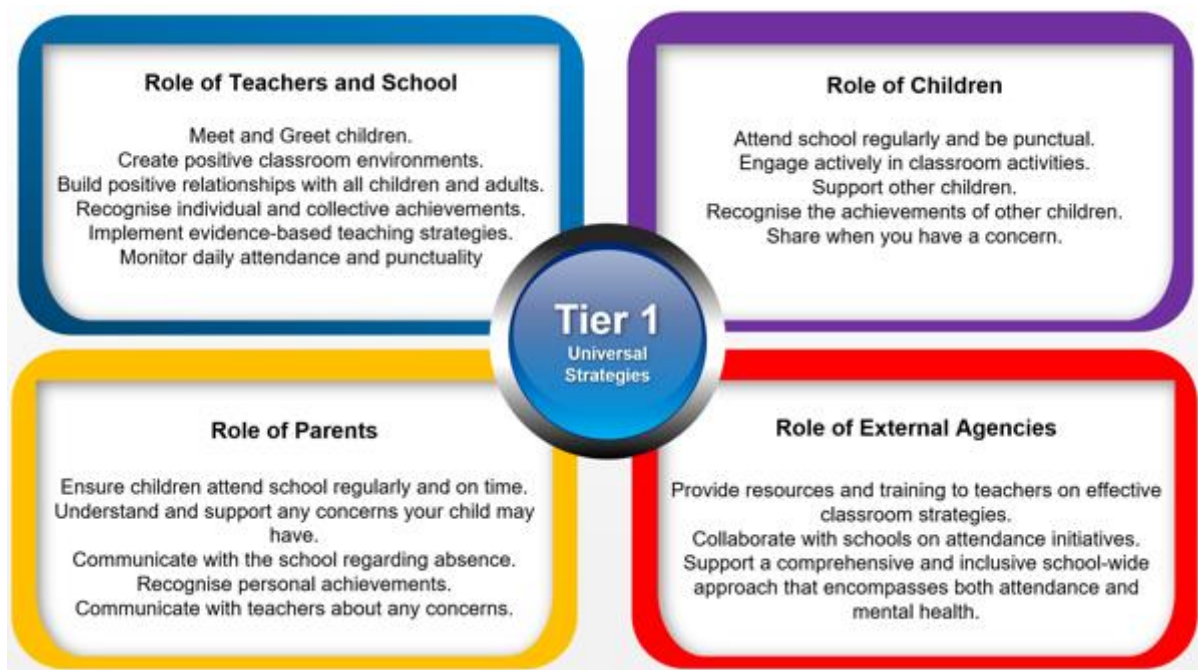 Role of Teachers and School
Meet and Greet children.
Create positive classroom environments.
Build positive relationships with all children and adults.
Recognise individual and collective achievements.
Implement evidence-based teaching strategies.
Monitor daily attendance and punctuality
Role of Children
Attend school regularly and be punctual.
Engage actively in classroom activities.
Support other children.
Recognise the achievements of other children.
Share when you have a concern.
Tier 1
Universal
Strategies
Role of Parents
Ensure children attend school regularly and on time.
Understand and support any concerns your child may
have.
Communicate with the school regarding absence.
Recognise personal achievements.
Communicate with teachers about any concerns.
Role of External Agencies
Provide resources and training to teachers on effective
classroom strategies.
Collaborate with schools on attendance initiatives.
Support a comprehensive and inclusive school-wide
approach that encompasses both attendance and
mental health.